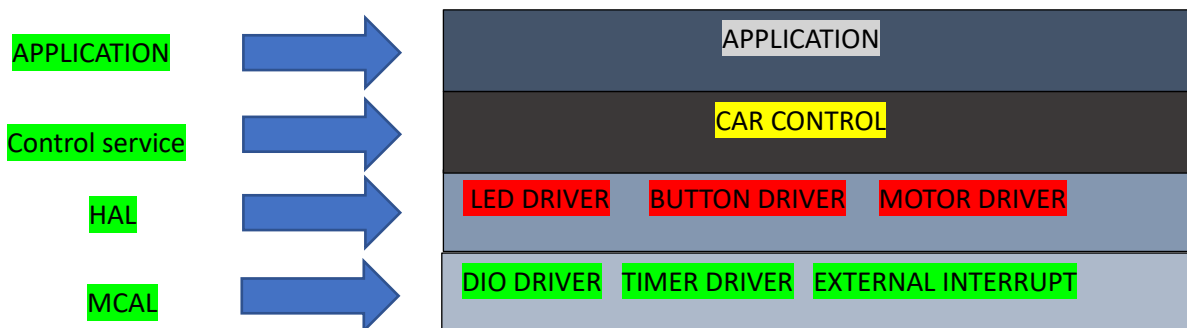 APPLICATION
APPLICATION
Control service
CAR CONTROL
HAL
LED DRIVER BUTTON DRIVER MOTOR DRIVER
MCAL
DIO DRIVER TIMER DRIVER EXTERNAL INTERRUPT